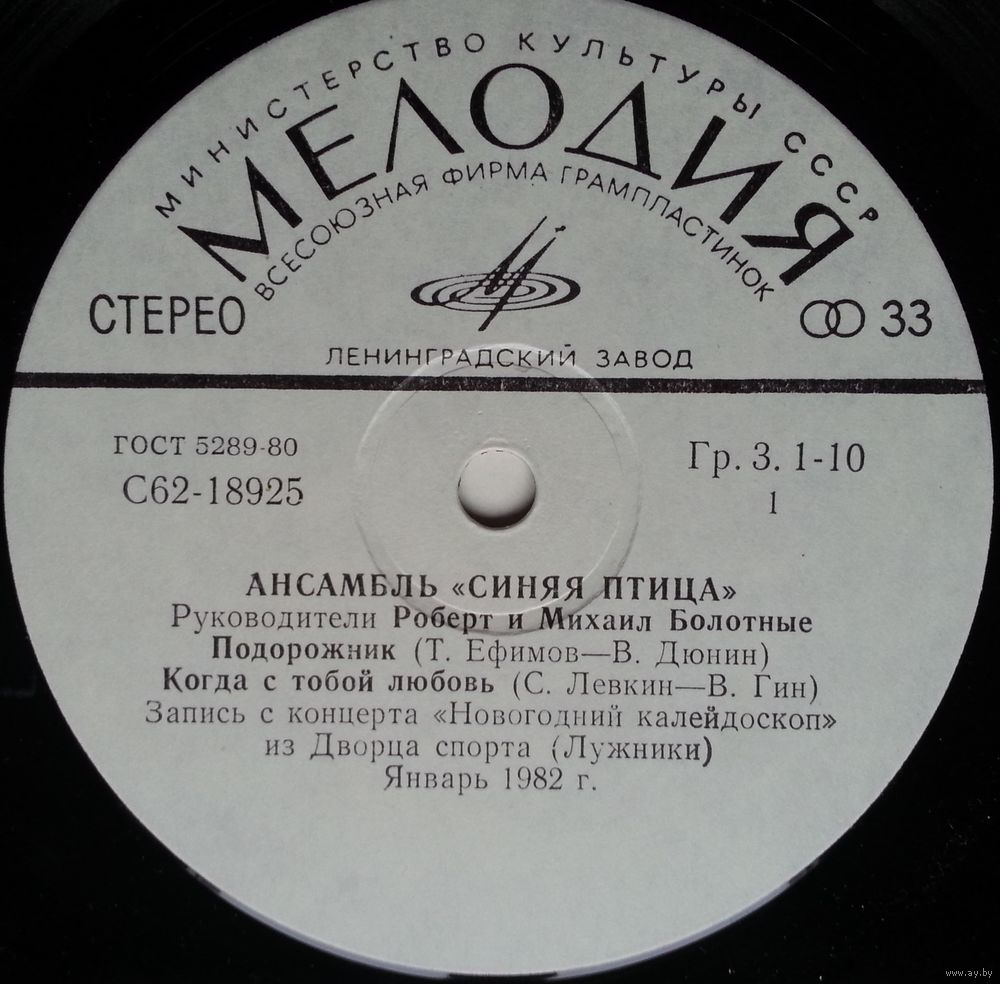 МИНИСТЕРСТВО КУЛЬТУРЫ СССР
МЕЛОДИЯ
ВСЕСОЮЗНАЯ ФИРМА ГРАМПЛАСТИНОК
СТЕРЕО
33
ЛЕНИНГРАДСКИЙ ЗАВОД
ГОСТ 5289-80
Гр. 3. 1-10
С62-18925
1
АНСАМБЛЬ «СИНЯЯ ПТИЦА»
Руководители Роберт и Михаил Болотные
Подорожник (Т. Ефимов—В. Дюнин)
Когда с тобой любовь (С. Левкин—В. Гин)
Запись с концерта «Новогодний калейдоскоп»
из Дворца спорта (Лужники)
Январь 1982 г.
www.ay.by